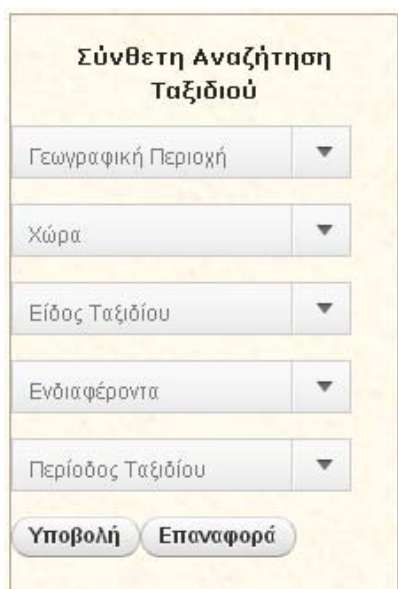 Σύνθετη Αναζήτηση
Ταξιδιού
Γεωγραφική Περιοχή
Χώρα
Είδος Ταξιδίου
Ενδιαφέροντα
Περίοδος Ταξιδίου
Υποβολή Επαναφορά